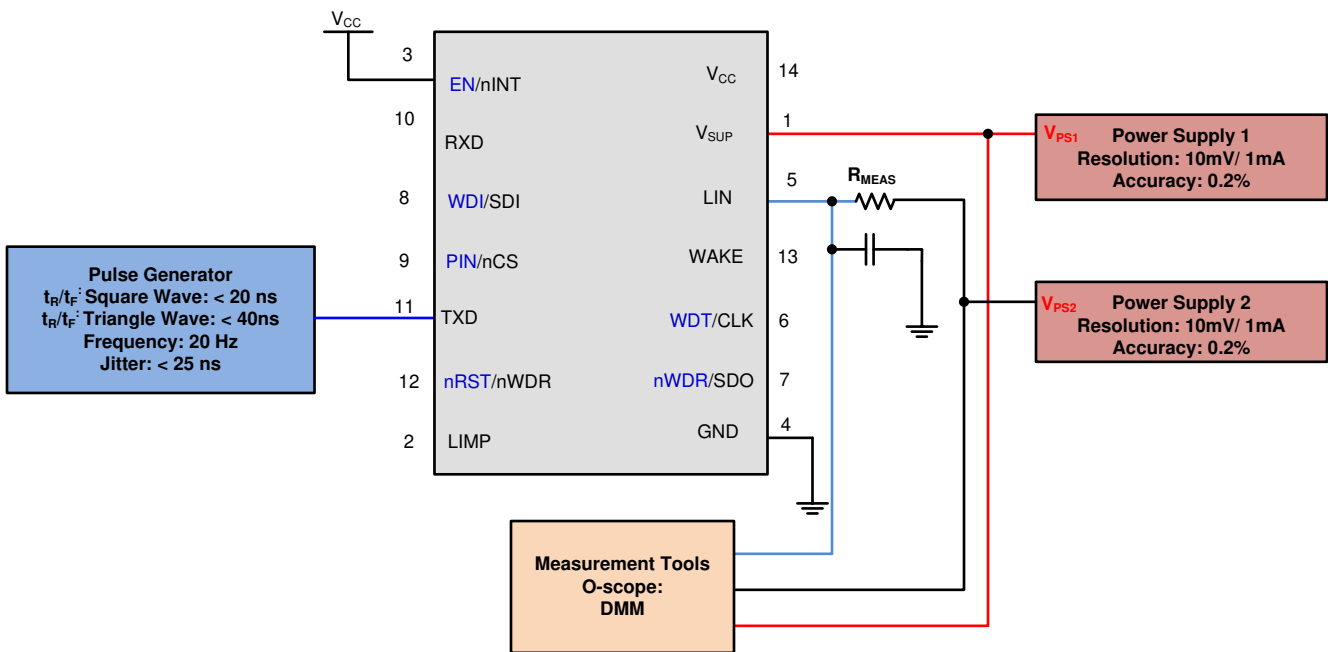 VCC
3
EN/nINT
10
RXD
8
WDI/SDI
9
PIN/nCS
11
TXD
12
nRST/nWDR
2
LIMP
VCC
14
VSUP
1
LIN
5
WAKE
13
WDT/CLK
6
nWDR/SDO
7
GND
4
RMEAS
Pulse Generator
tR/tF: Square Wave: < 20 ns
tR/tF: Triangle Wave: < 40ns
Frequency: 20 Hz
Jitter: < 25 ns
VPS1
Power Supply 1
Resolution: 10mV/ 1mA
Accuracy: 0.2%
VPS2
Power Supply 2
Resolution: 10mV/ 1mA
Accuracy: 0.2%
Measurement Tools
O-scope:
DMM